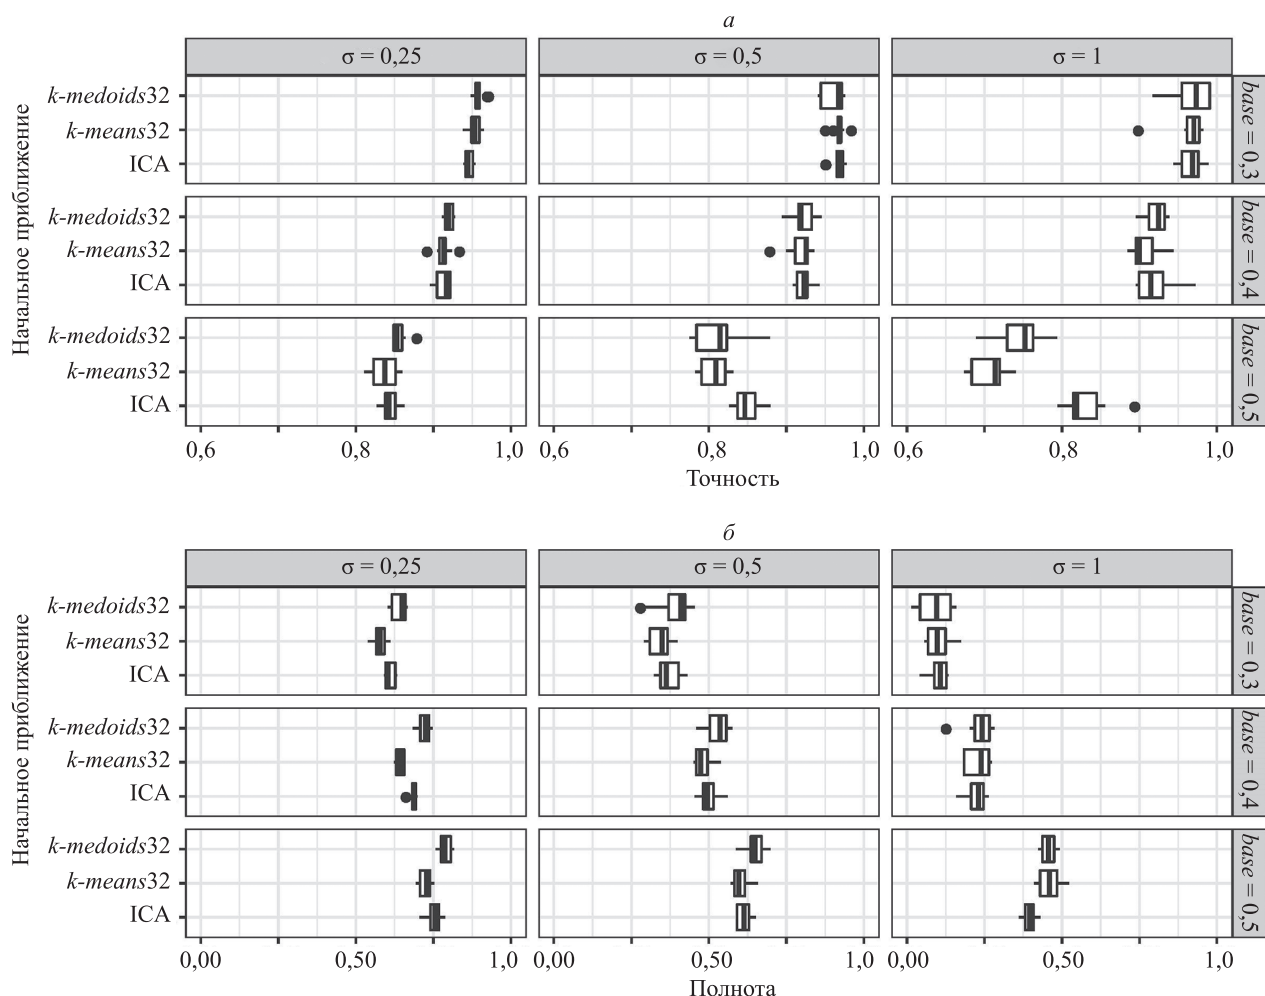 а
σ = 0,25 σ = 0,5 σ = 1
Начальное приближение
k-medoids32
k-means32
ICA
base = 0,3
k-medoids32
k-means32
ICA
base = 0,4
k-medoids32
k-means32
ICA
base = 0,5
0,6 0,8 1,0 0,6 0,8 1,0 0,6 0,8 1,0
Точность
б
σ = 0,25 σ = 0,5 σ = 1
Начальное приближение
k-medoids32
k-means32
ICA
base = 0,3
k-medoids32
k-means32
ICA
base = 0,4
k-medoids32
k-means32
ICA
base = 0,5
0,00 0,50 1,0 0,00 0,50 1,0 0,00 0,50 1,0
Полнота